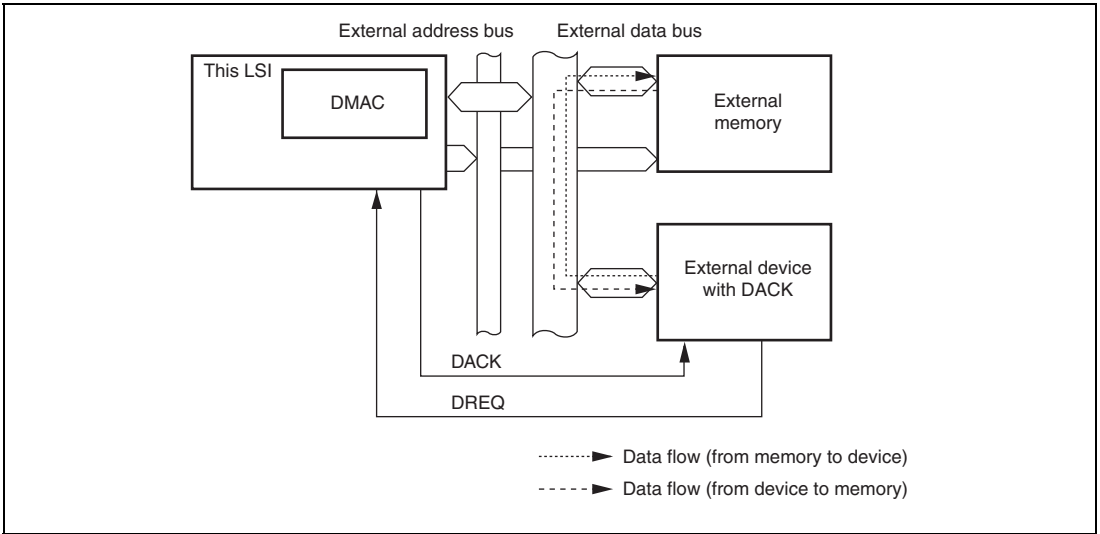 External address bus
External data bus
This LSI
DMAC
External
memory
External device
with DACK
DACK
DREQ
Data flow (from memory to device)
Data flow (from device to memory)